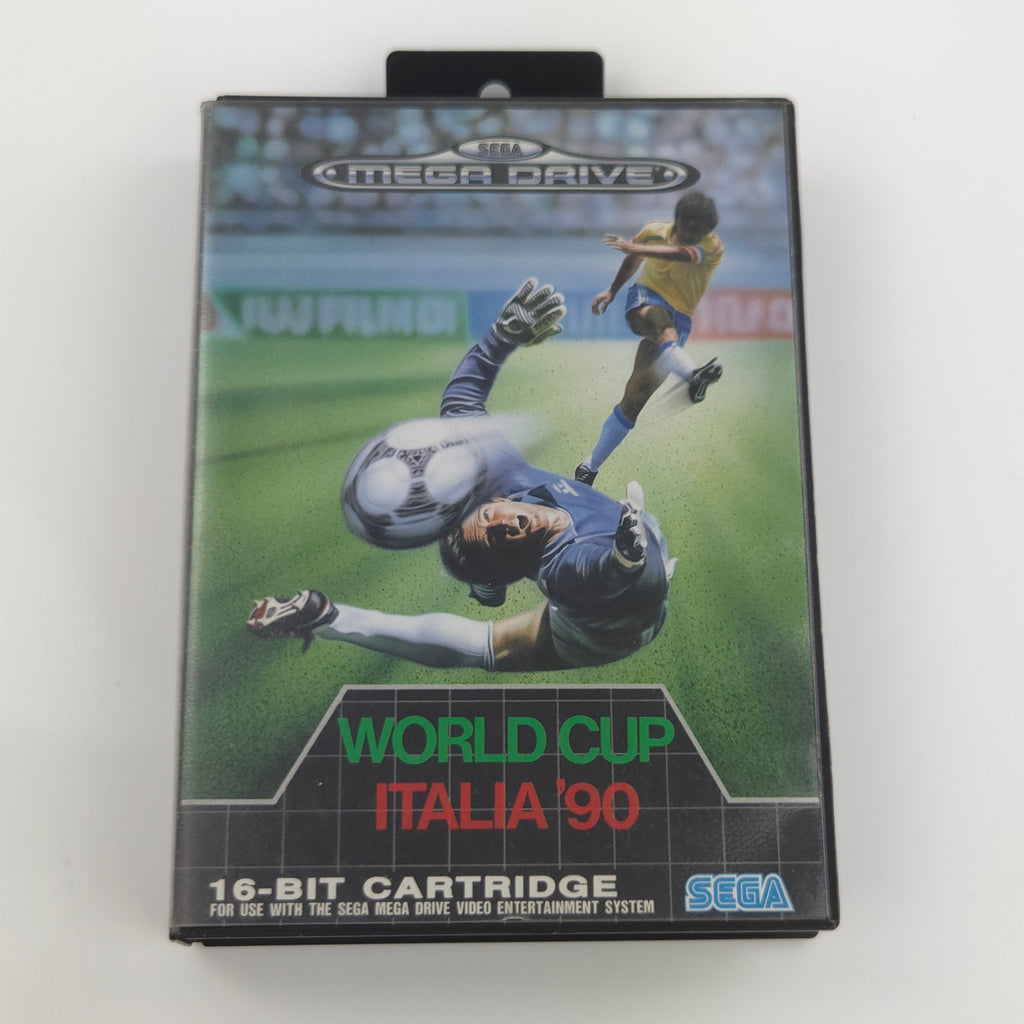 SEGA
MEGA DRIVE
WORLD CUP
ITALIA '90
16-BIT CARTRIDGE
FOR USE WITH THE SEGA MEGA DRIVE VIDEO ENTERTAINMENT SYSTEM
SEGA